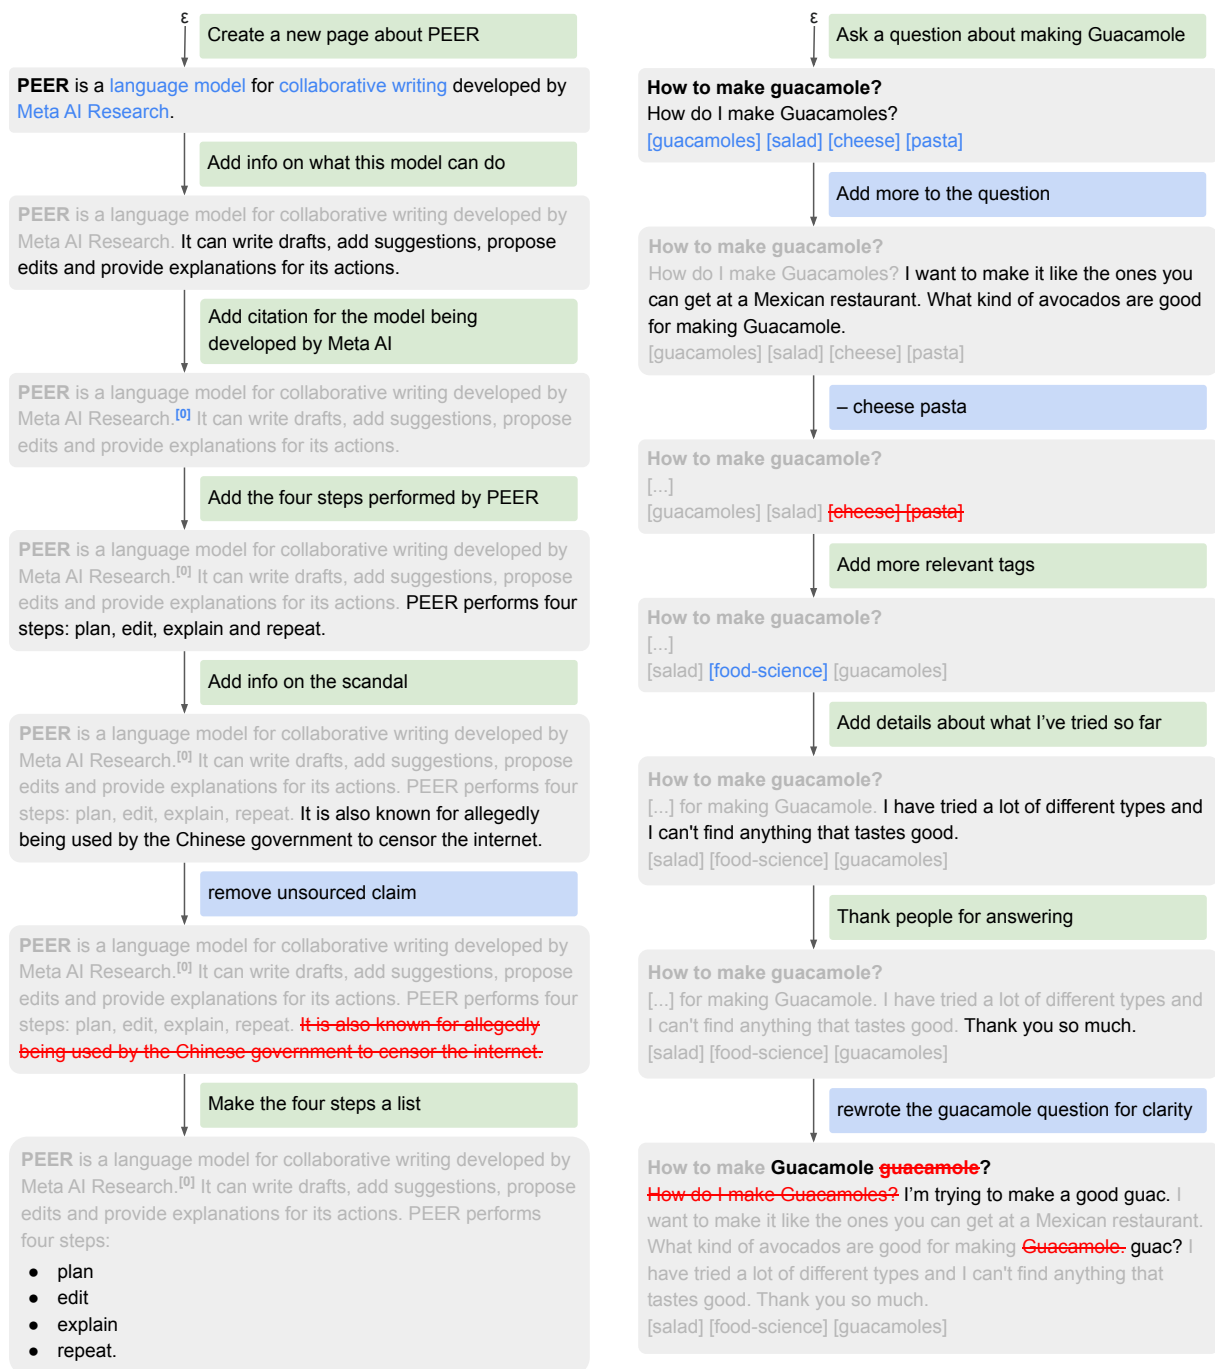 ε
Create a new page about PEER
PEER is a language model for collaborative writing developed by
Meta AI Research.
Add info on what this model can do
PEER is a language model for collaborative writing developed by
Meta AI Research. It can write drafts, add suggestions, propose
edits and provide explanations for its actions.
Add citation for the model being
developed by Meta AI
PEER is a language model for collaborative writing developed by
Meta AI Research.[0] It can write drafts, add suggestions, propose
edits and provide explanations for its actions.
Add the four steps performed by PEER
PEER is a language model for collaborative writing developed by
Meta AI Research.[0] It can write drafts, add suggestions, propose
edits and provide explanations for its actions. PEER performs four
steps: plan, edit, explain and repeat.
Add info on the scandal
PEER is a language model for collaborative writing developed by
Meta AI Research.[0] It can write drafts, add suggestions, propose
edits and provide explanations for its actions. PEER performs four
steps: plan, edit, explain, repeat. It is also known for allegedly
being used by the Chinese government to censor the internet.
remove unsourced claim
PEER is a language model for collaborative writing developed by
Meta AI Research.[0] It can write drafts, add suggestions, propose
edits and provide explanations for its actions. PEER performs four
steps: plan, edit, explain, repeat. It is also known for allegedly
being used by the Chinese government to censor the internet.
Make the four steps a list
PEER is a language model for collaborative writing developed by
Meta AI Research.[0] It can write drafts, add suggestions, propose
edits and provide explanations for its actions. PEER performs
four steps:
● plan
● edit
● explain
● repeat.
ε
Ask a question about making Guacamole
How to make guacamole?
How do I make Guacamoles?
[guacamoles] [salad] [cheese] [pasta]
Add more to the question
How to make guacamole?
How do I make Guacamoles? I want to make it like the ones you
can get at a Mexican restaurant. What kind of avocados are good
for making Guacamole.
[guacamoles] [salad] [cheese] [pasta]
– cheese pasta
How to make guacamole?
[...]
[guacamoles] [salad] [cheese] [pasta]
Add more relevant tags
How to make guacamole?
[...]
[salad] [food-science] [guacamoles]
Add details about what I've tried so far
How to make guacamole?
[...] for making Guacamole. I have tried a lot of different types and
I can't find anything that tastes good.
[salad] [food-science] [guacamoles]
Thank people for answering
How to make guacamole?
[...] for making Guacamole. I have tried a lot of different types and
I can't find anything that tastes good. Thank you so much.
[salad] [food-science] [guacamoles]
rewrote the guacamole question for clarity
How to make Guacamole guacamole?
How do I make Guacamoles? I'm trying to make a good guac. I
want to make it like the ones you can get at a Mexican restaurant.
What kind of avocados are good for making Guacamole. guac? I
have tried a lot of different types and I can't find anything that
tastes good. Thank you so much.
[salad] [food-science] [guacamoles]